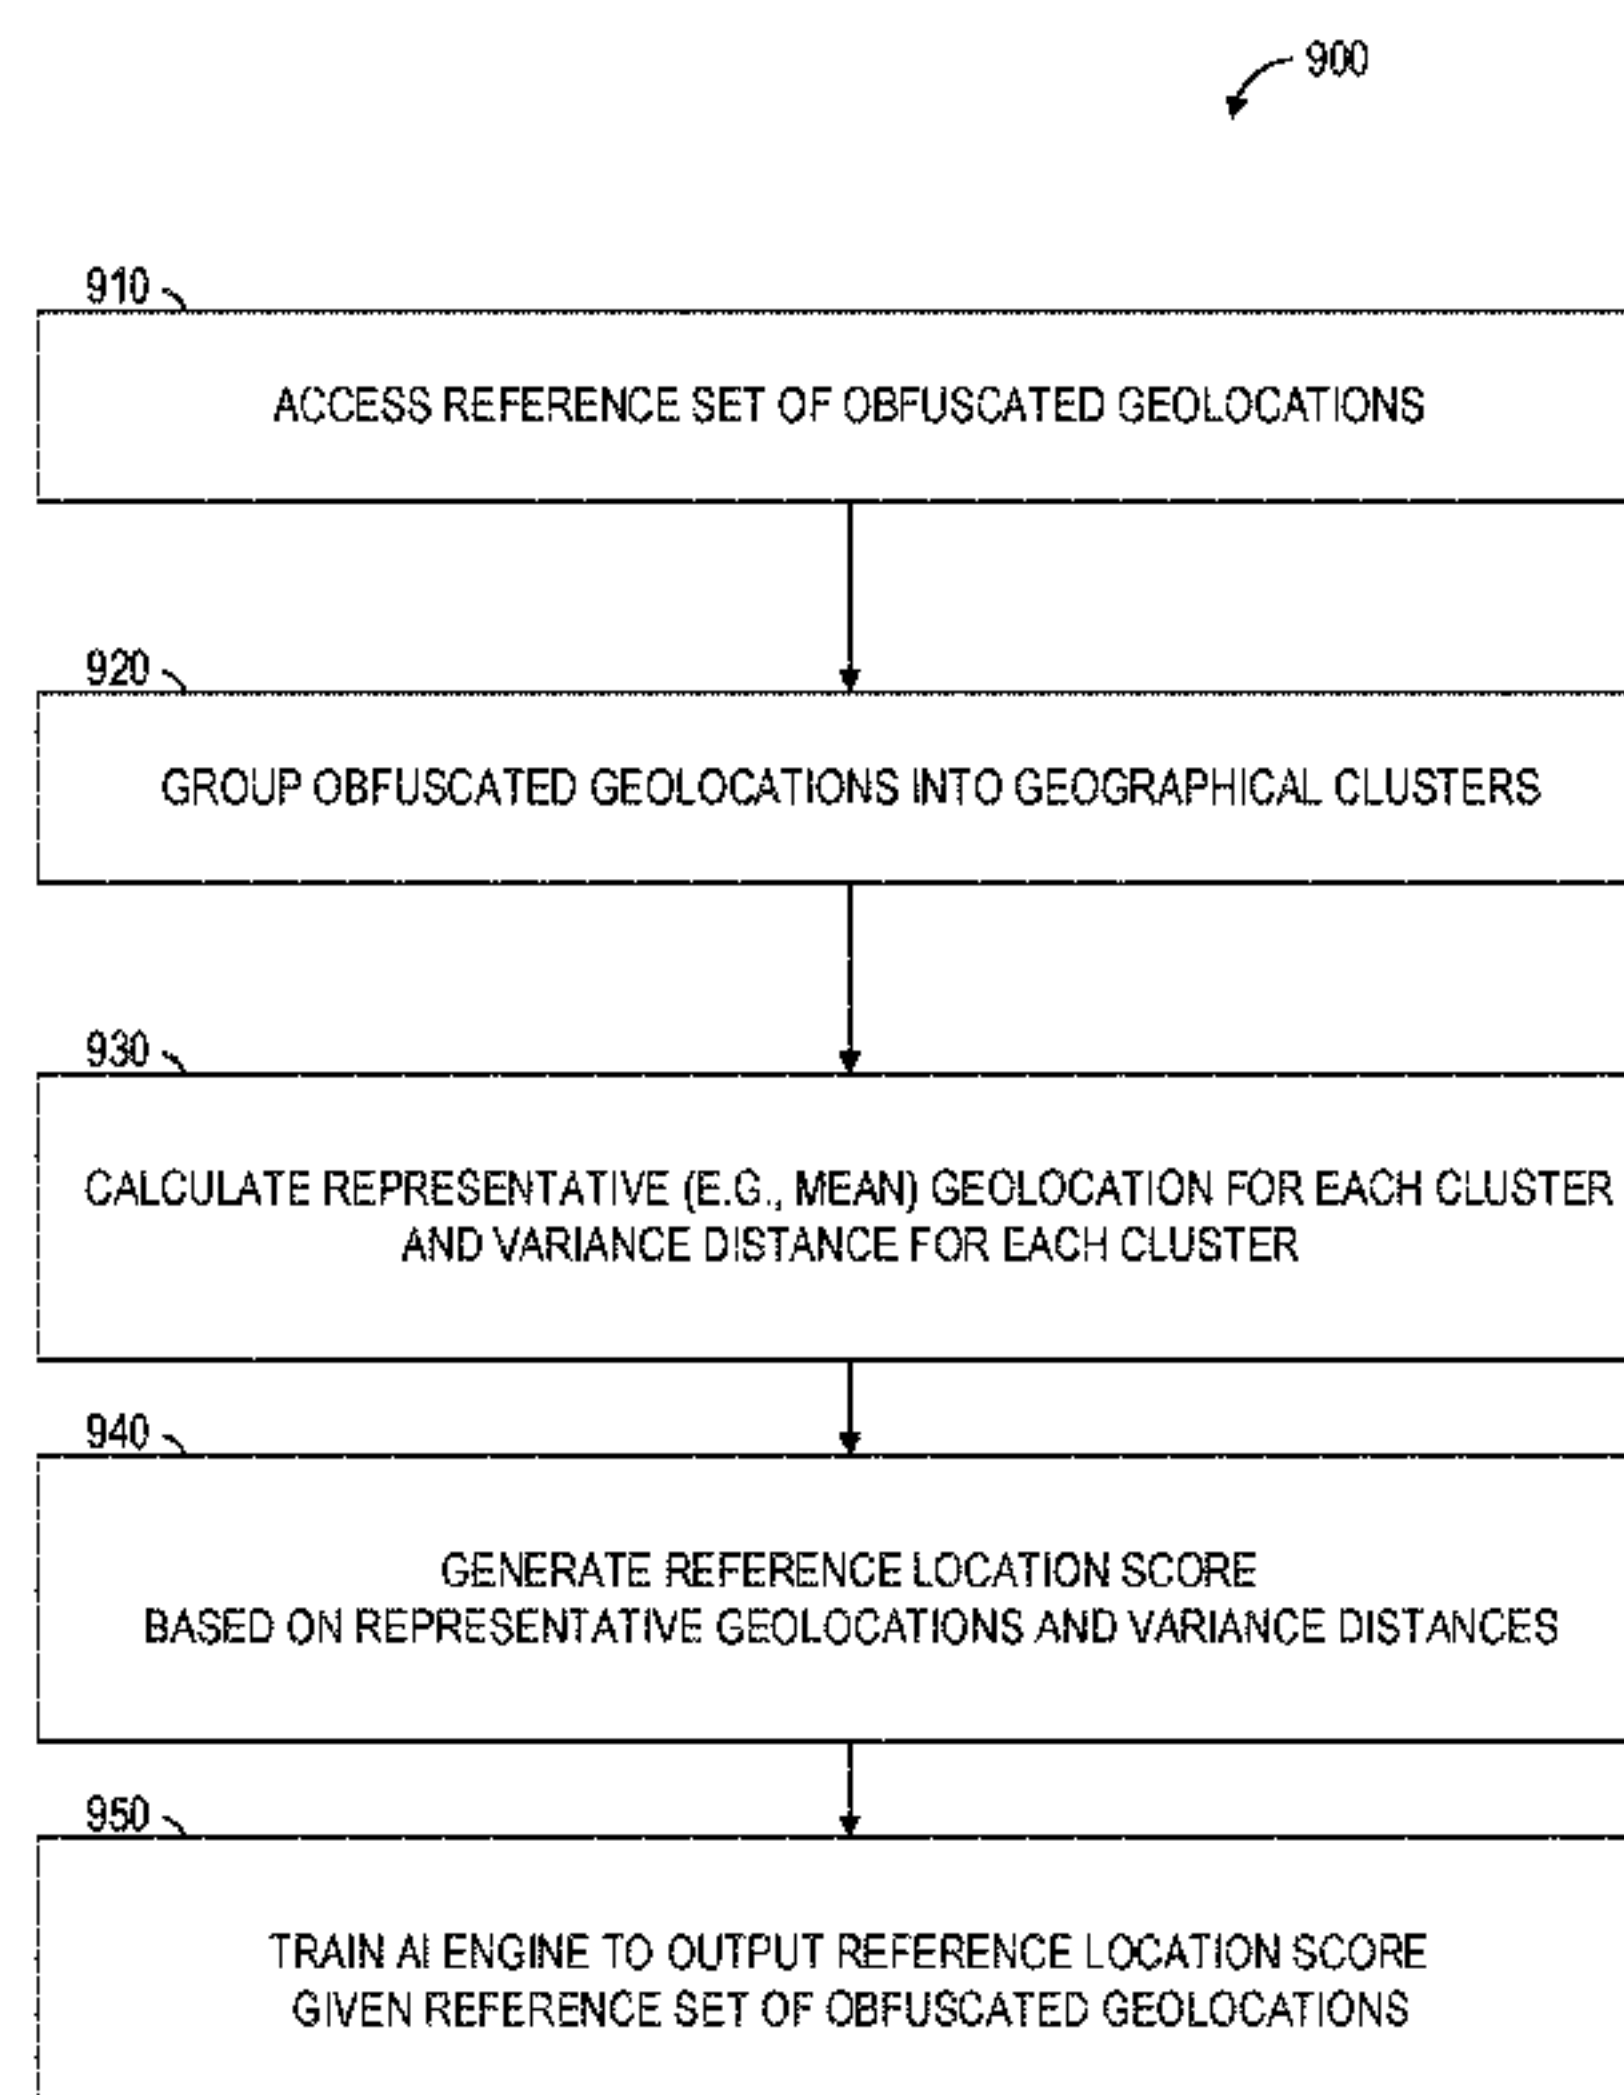 900
910
ACCESS REFERENCE SET OF OBFUSCATED GEOLOCATIONS
920
GROUP OBFUSCATED GEOLOCATIONS INTO GEOGRAPHICAL CLUSTERS
930
CALCULATE REPRESENTATIVE (E.G., MEAN) GEOLOCATION FOR EACH CLUSTER
AND VARIANCE DISTANCE FOR EACH CLUSTER
940
GENERATE REFERENCE LOCATION SCORE
BASED ON REPRESENTATIVE GEOLOCATIONS AND VARIANCE DISTANCES
950
TRAIN AI ENGINE TO OUTPUT REFERENCE LOCATION SCORE
GIVEN REFERENCE SET OF OBFUSCATED GEOLOCATIONS